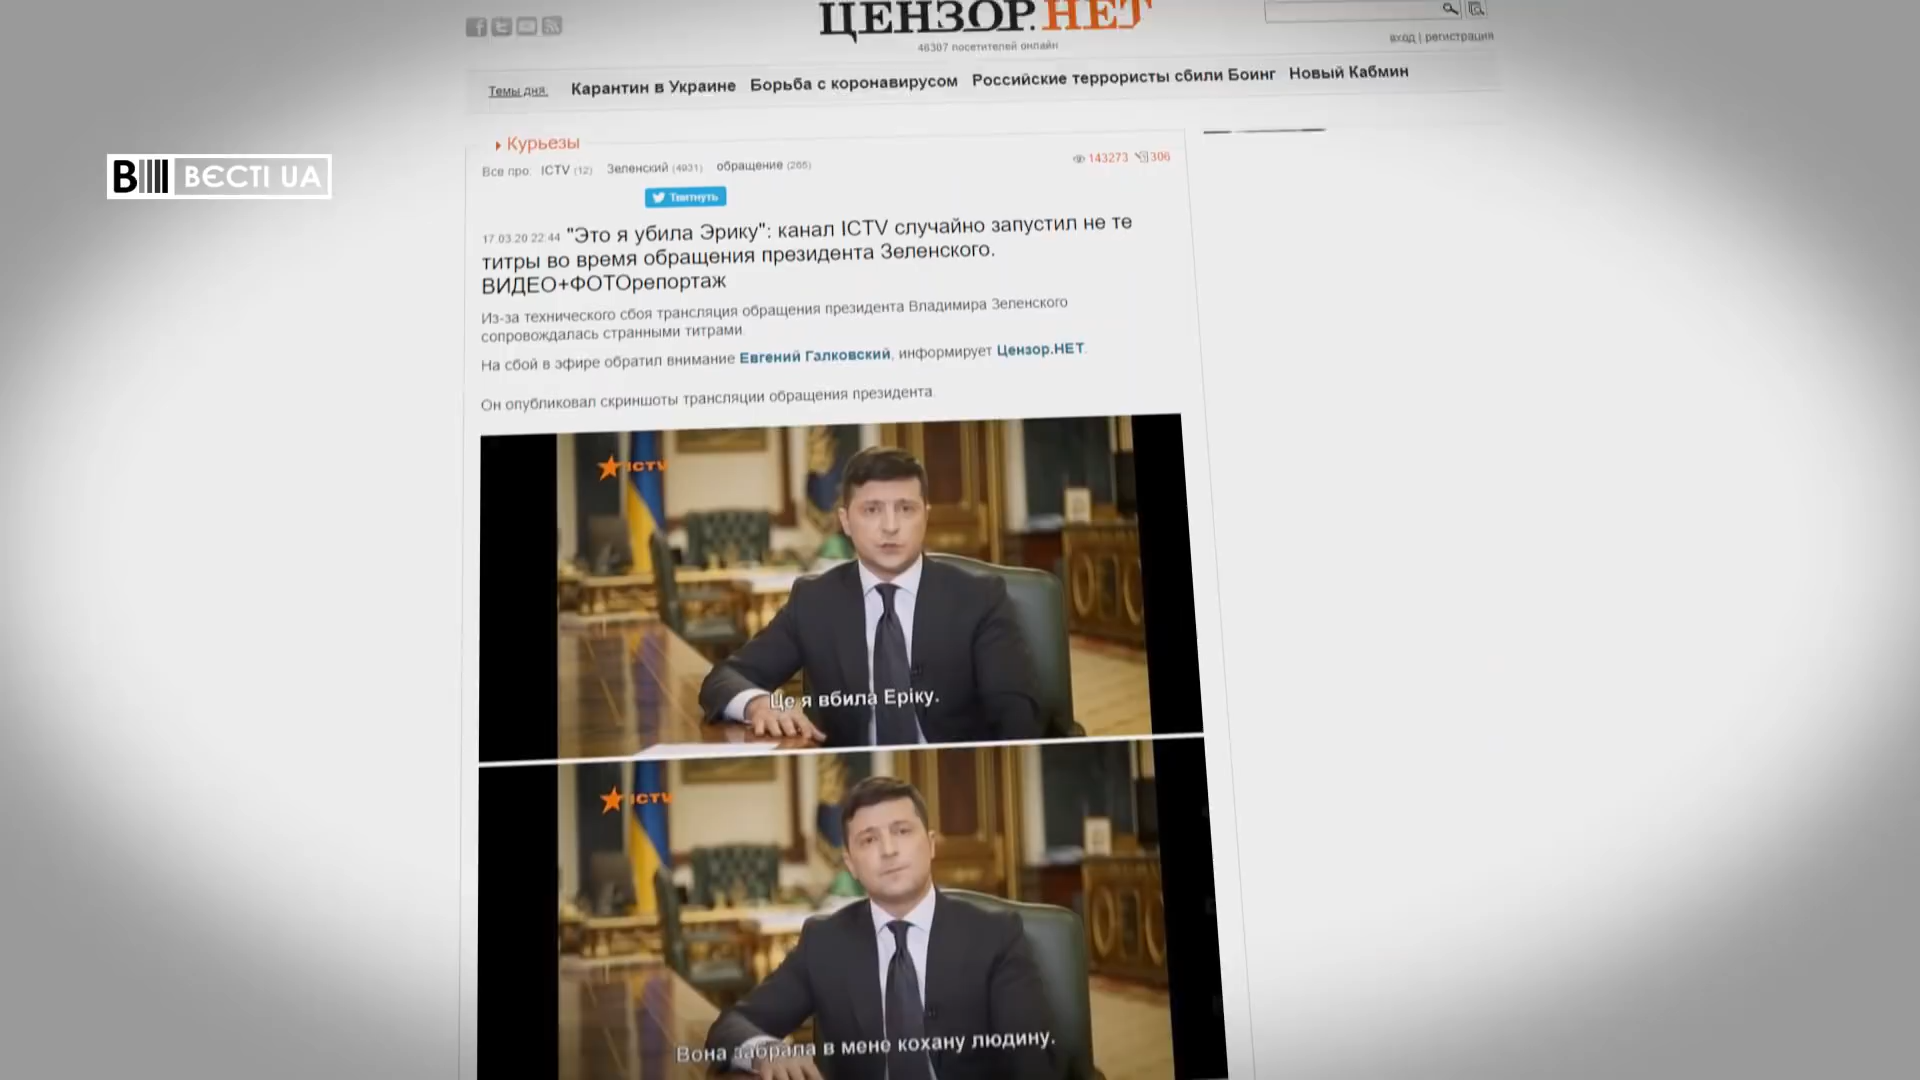 ЦЕНЗОР.НЕТ
46307 посетителей онлайн
вход | регистрация
Темы дня:
Карантин в Украине Борьба с коронавирусом Российские террористы сбили Боинг Новый Кабмин
В ВЄСТІ UA
Курьезы
Все про: ICTV (12) Зеленский (4931) обращение (265)
143273 306
Твитнуть
17.03.20 22:44 "Это я убила Эрику": канал ICTV случайно запустил не те
титры во время обращения президента Зеленского.
ВИДЕО+ФОТОрепортаж
Из-за технического сбоя трансляция обращения президента Владимира Зеленского
сопровождалась странными титрами.
На сбой в эфире обратил внимание Евгений Галковский, информирует Цензор.НЕТ.
Он опубликовал скриншоты трансляции обращения президента.
ICTV
Це я вбила Еріку.
ICTV
Вона забрала в мене кохану людину.